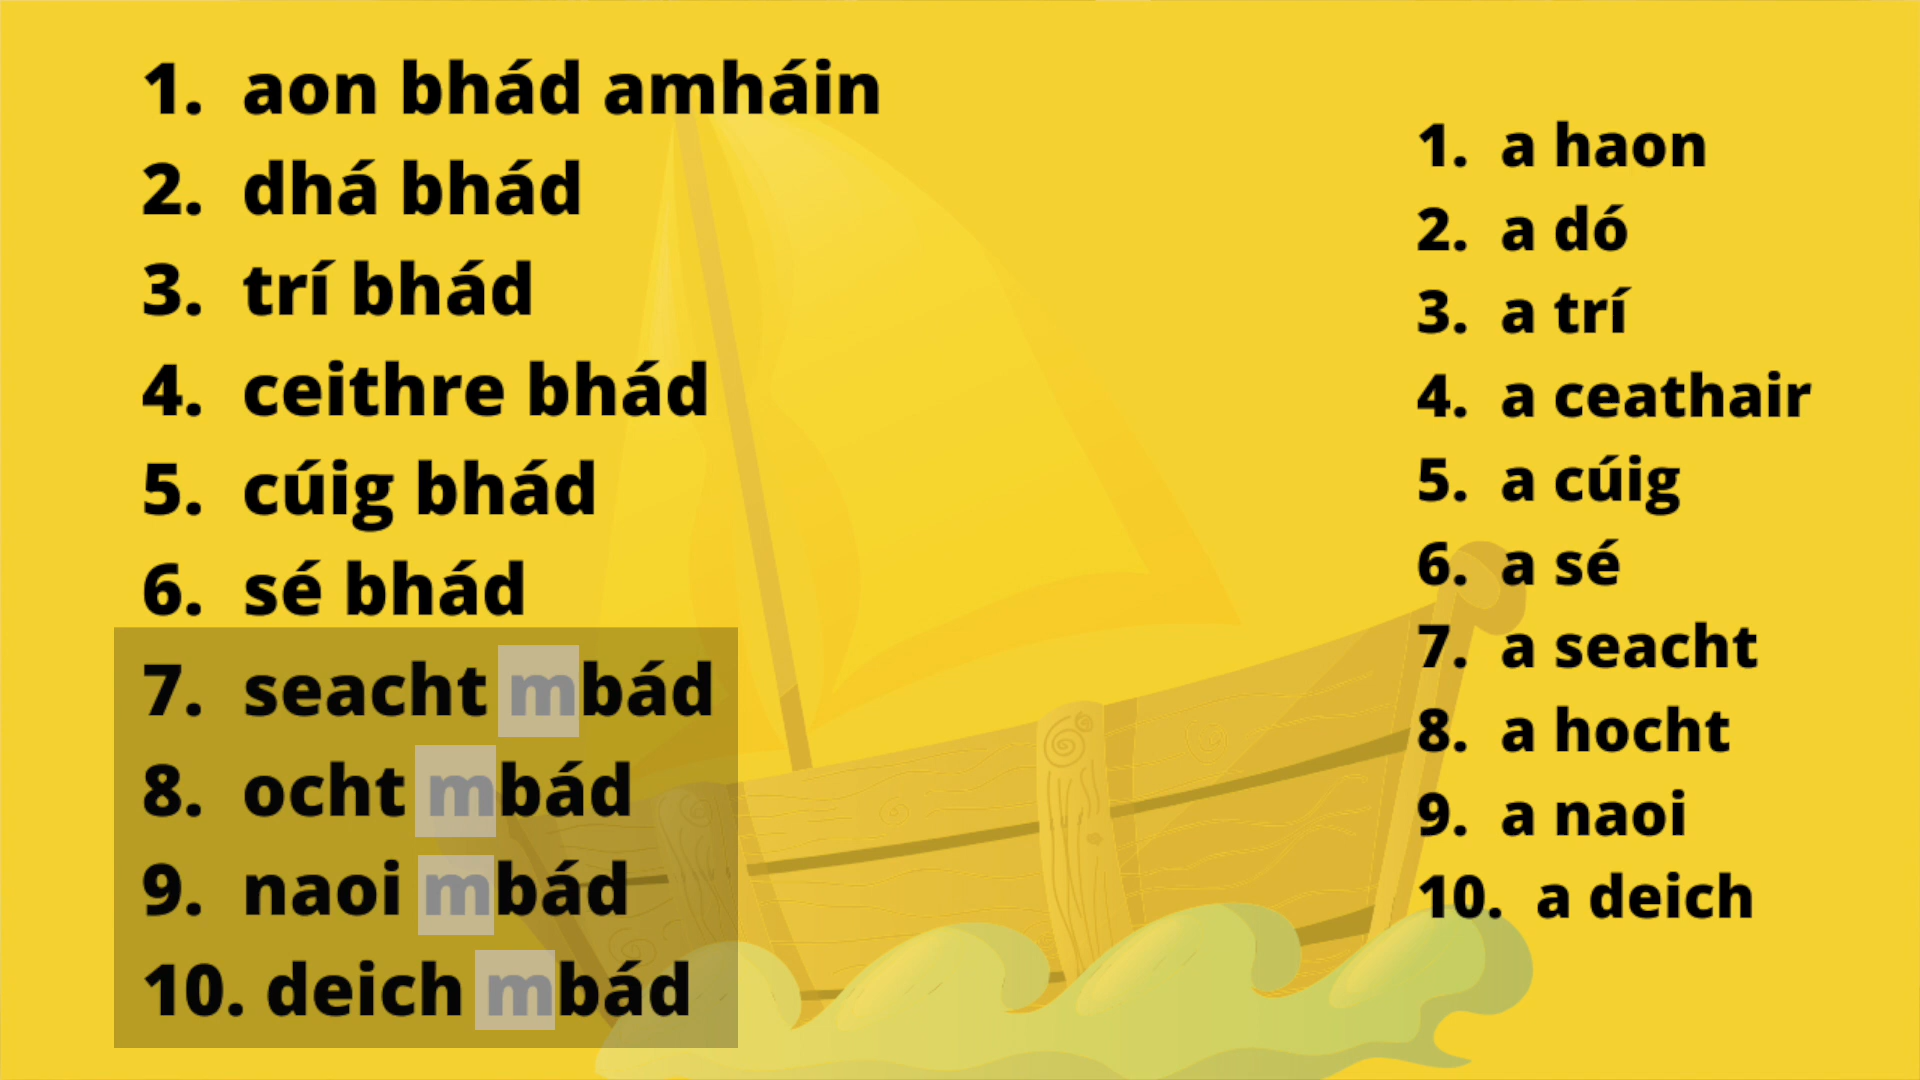 1. aon bhád amháin
2. dhá bhád
3. trí bhád
4. ceithre bhád
5. cúig bhád
6. sé bhád
7. seacht mbád
8. ocht mbád
9. naoi mbád
10. deich mbád
1. a haon
2. a dó
3. a trí
4. a ceathair
5. a cúig
6. a sé
7. a seacht
8. a hocht
9. a naoi
10. a deich